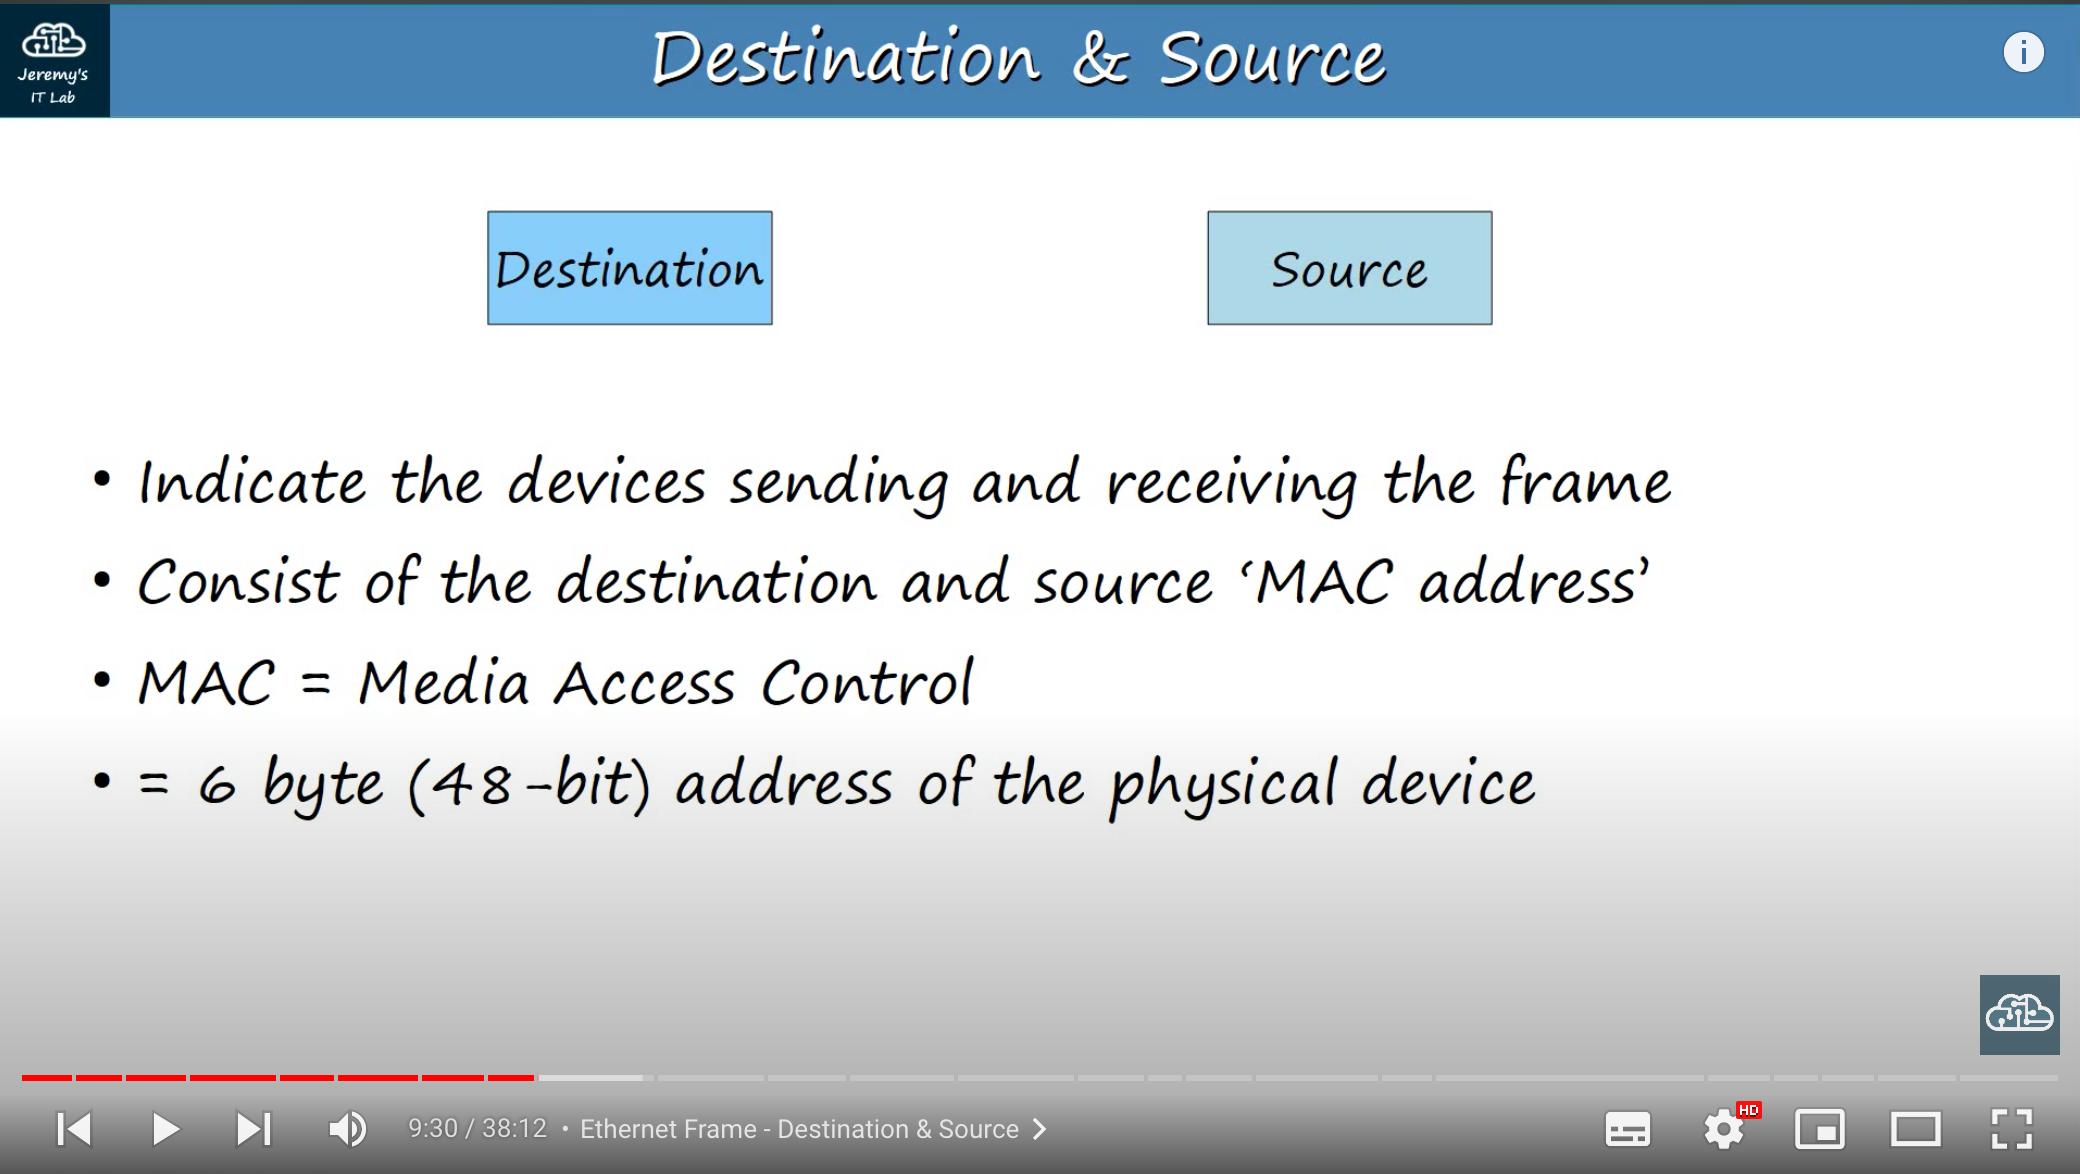 Jeremy's
IT Lab
Destination & Source
Destination
Source
• Indicate the devices sending and receiving the frame
• Consist of the destination and source ‘MAC address’
• MAC = Media Access Control
• = 6 byte (48-bit) address of the physical device
9:30 / 38:12 • Ethernet Frame - Destination & Source
HD